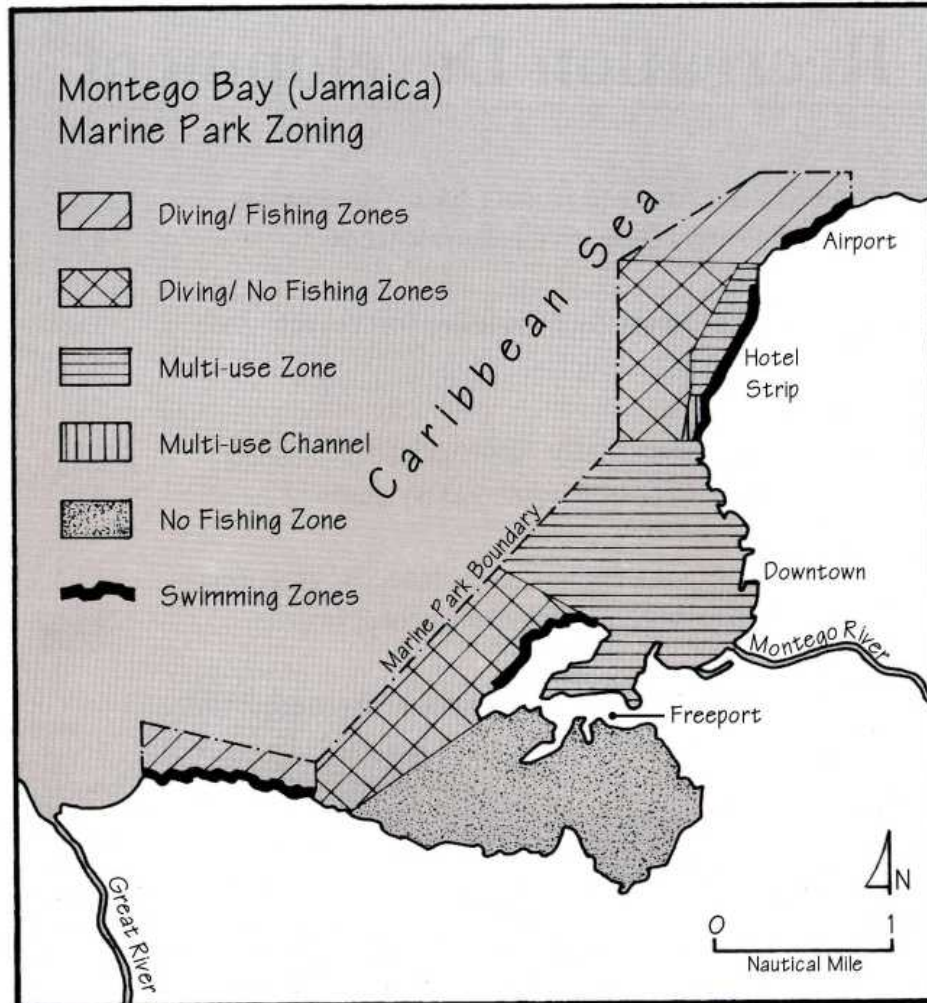 Montego Bay (Jamaica)
Marine Park Zoning
Diving/ Fishing Zones
Diving/ No Fishing Zones
Multi-use Zone
Multi-use Channel
No Fishing Zone
Swimming Zones
Caribbean Sea
Marine Park Boundary
Airport
Hotel
Strip
Downtown
Montego River
Freeport
Great River
N
0 1
Nautical Mile